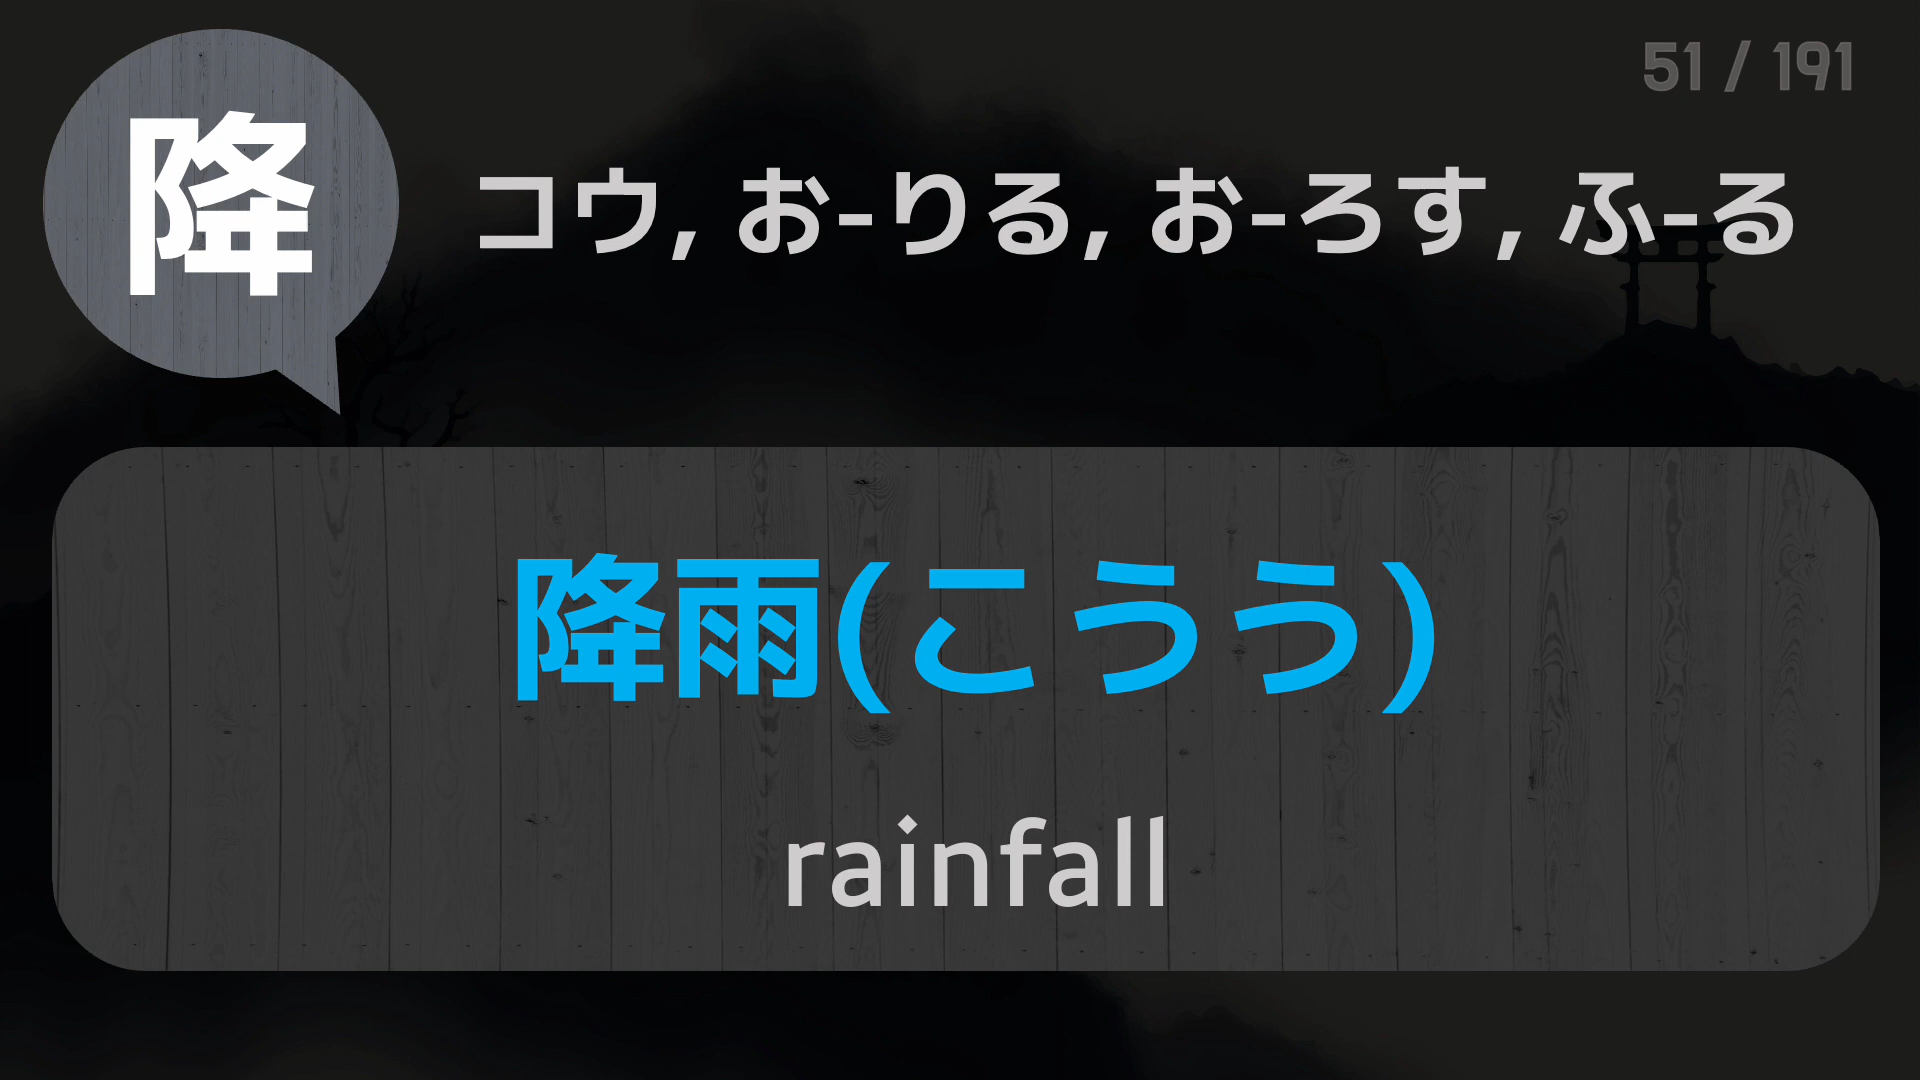 51 / 191
降
コウ, お-りる, お-ろす, ふ-る
降雨(こうう)
rainfall